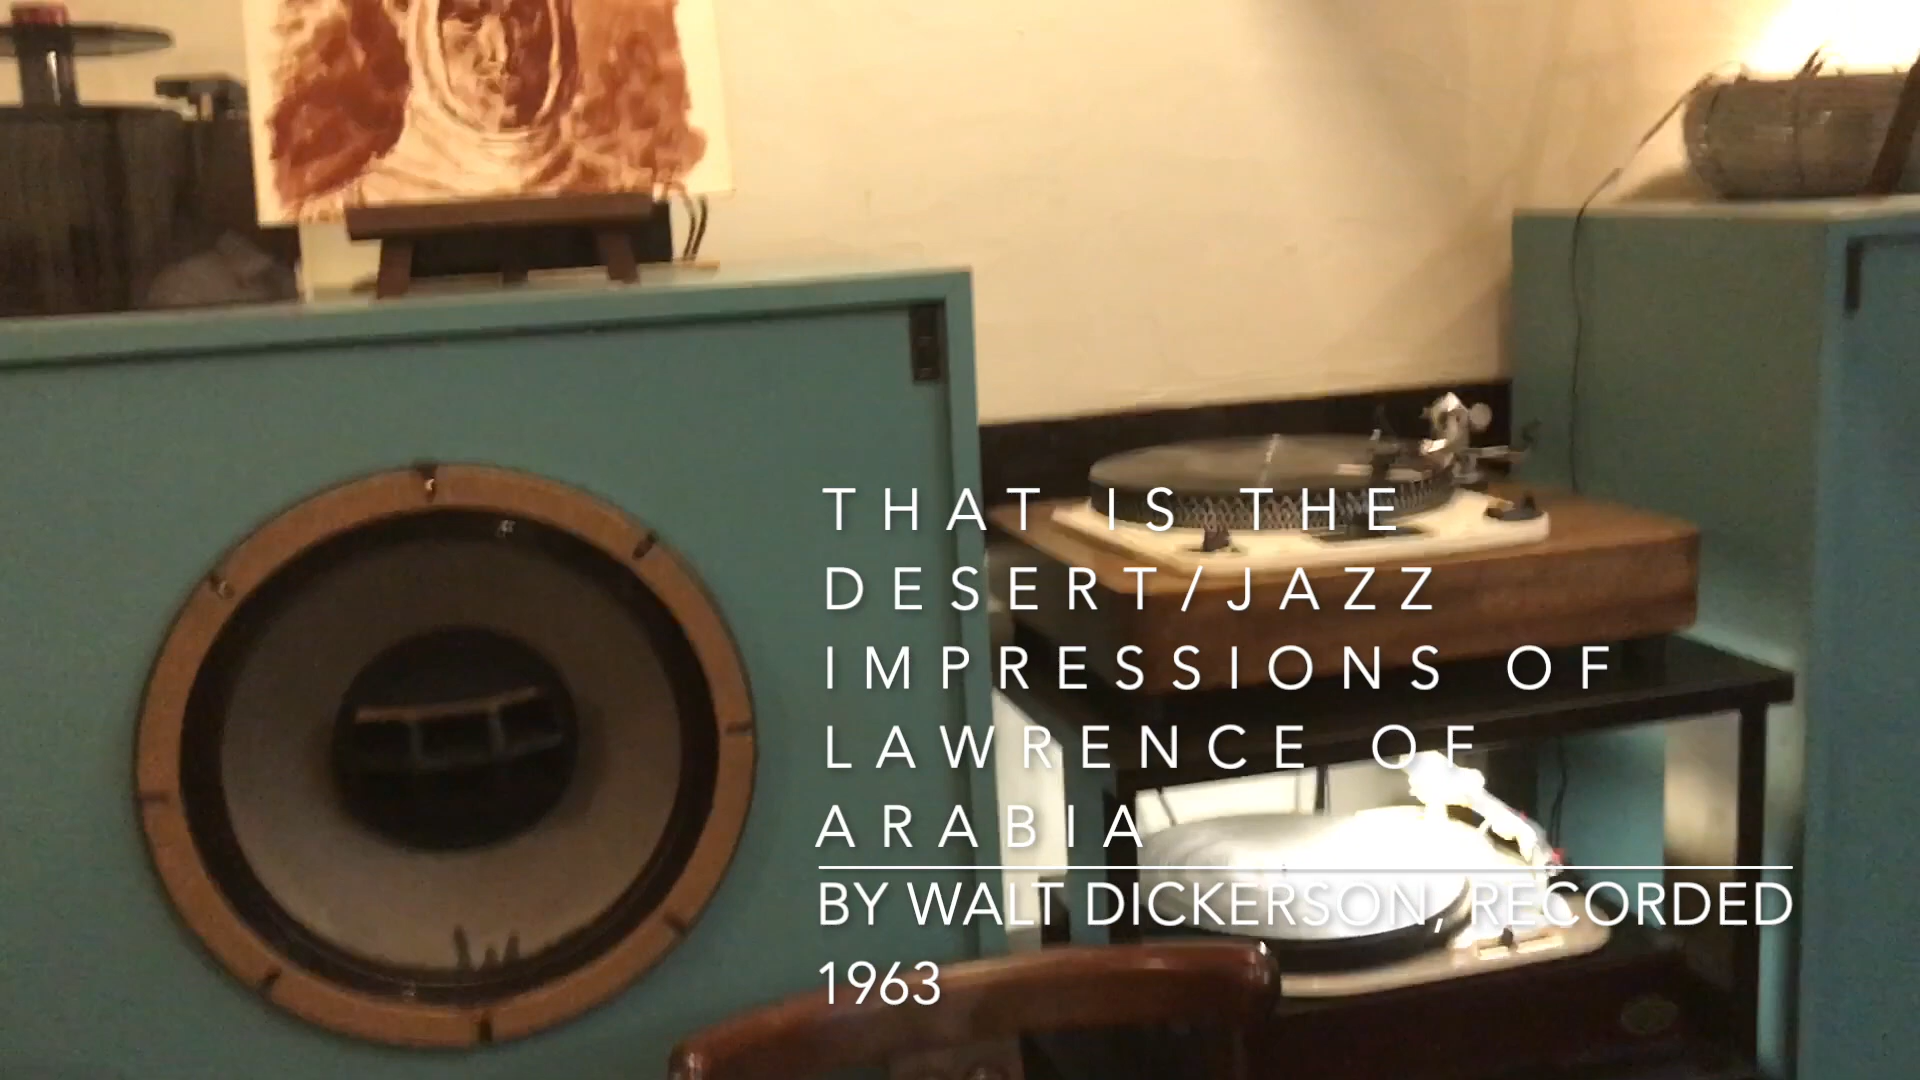 THAT IS THE
DESERT/JAZZ
IMPRESSIONS OF
LAWRENCE OF
ARABIA
BY WALT DICKERSON, RECORDED
1963